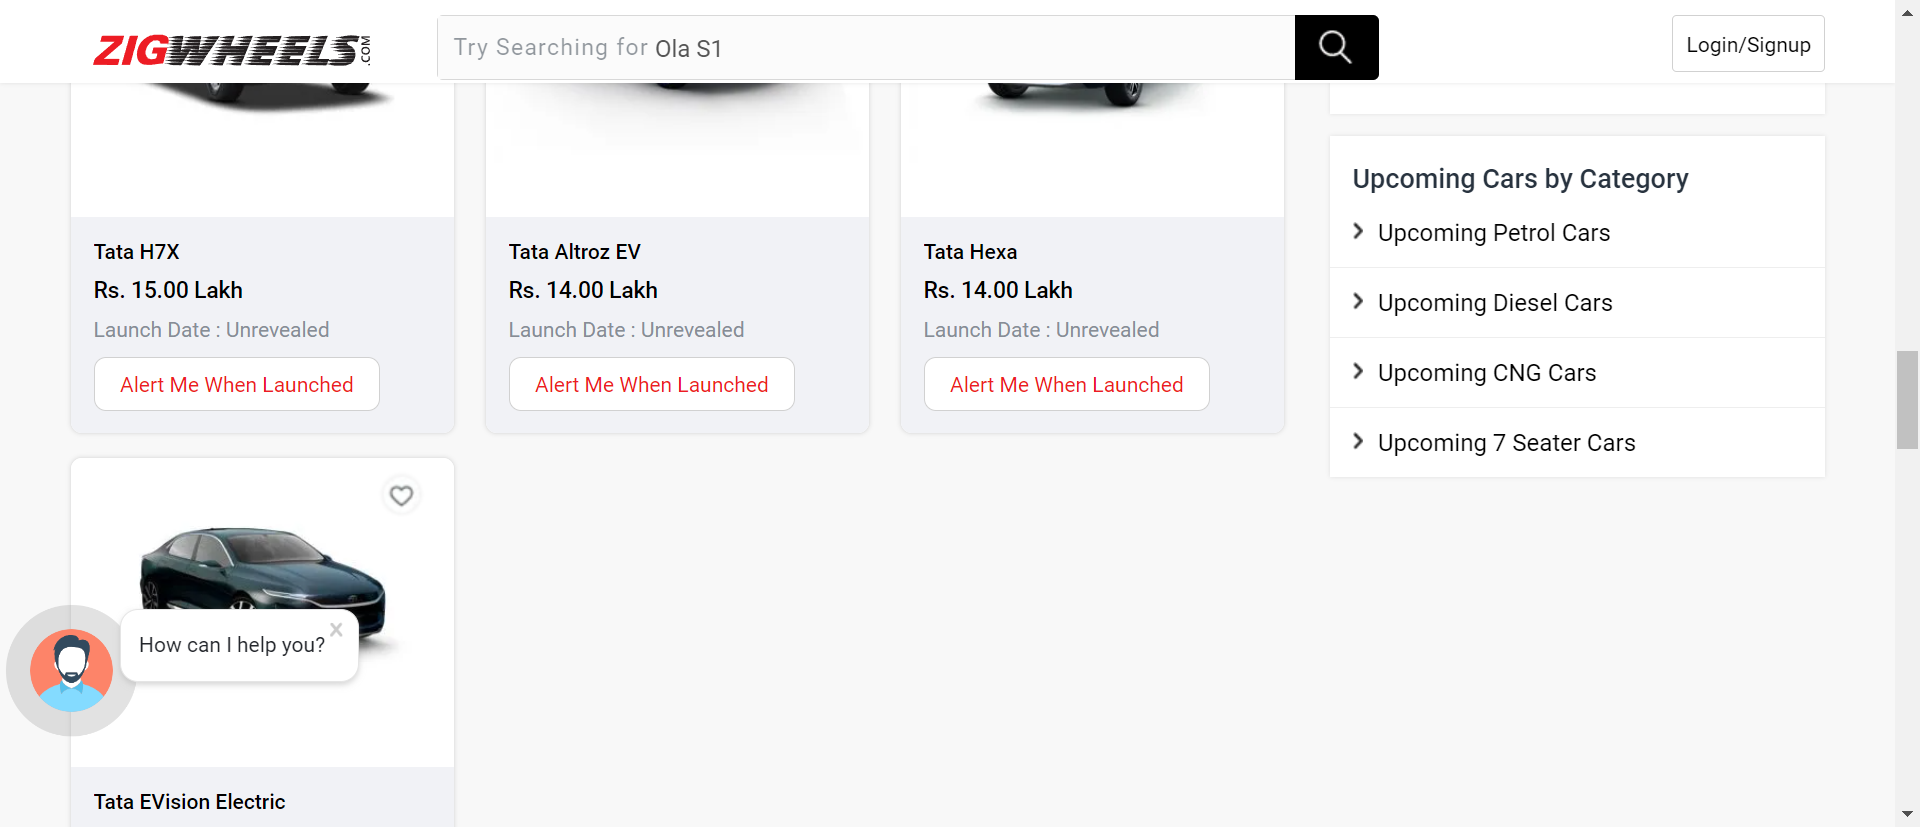 ZIGWHEELS.COM
Try Searching for Ola S1
Login/Signup
Tata H7X
Rs. 15.00 Lakh
Launch Date : Unrevealed
Alert Me When Launched
Tata Altroz EV
Rs. 14.00 Lakh
Launch Date : Unrevealed
Alert Me When Launched
Tata Hexa
Rs. 14.00 Lakh
Launch Date : Unrevealed
Alert Me When Launched
Upcoming Cars by Category
Upcoming Petrol Cars
Upcoming Diesel Cars
Upcoming CNG Cars
Upcoming 7 Seater Cars
How can I help you?
Tata EVision Electric